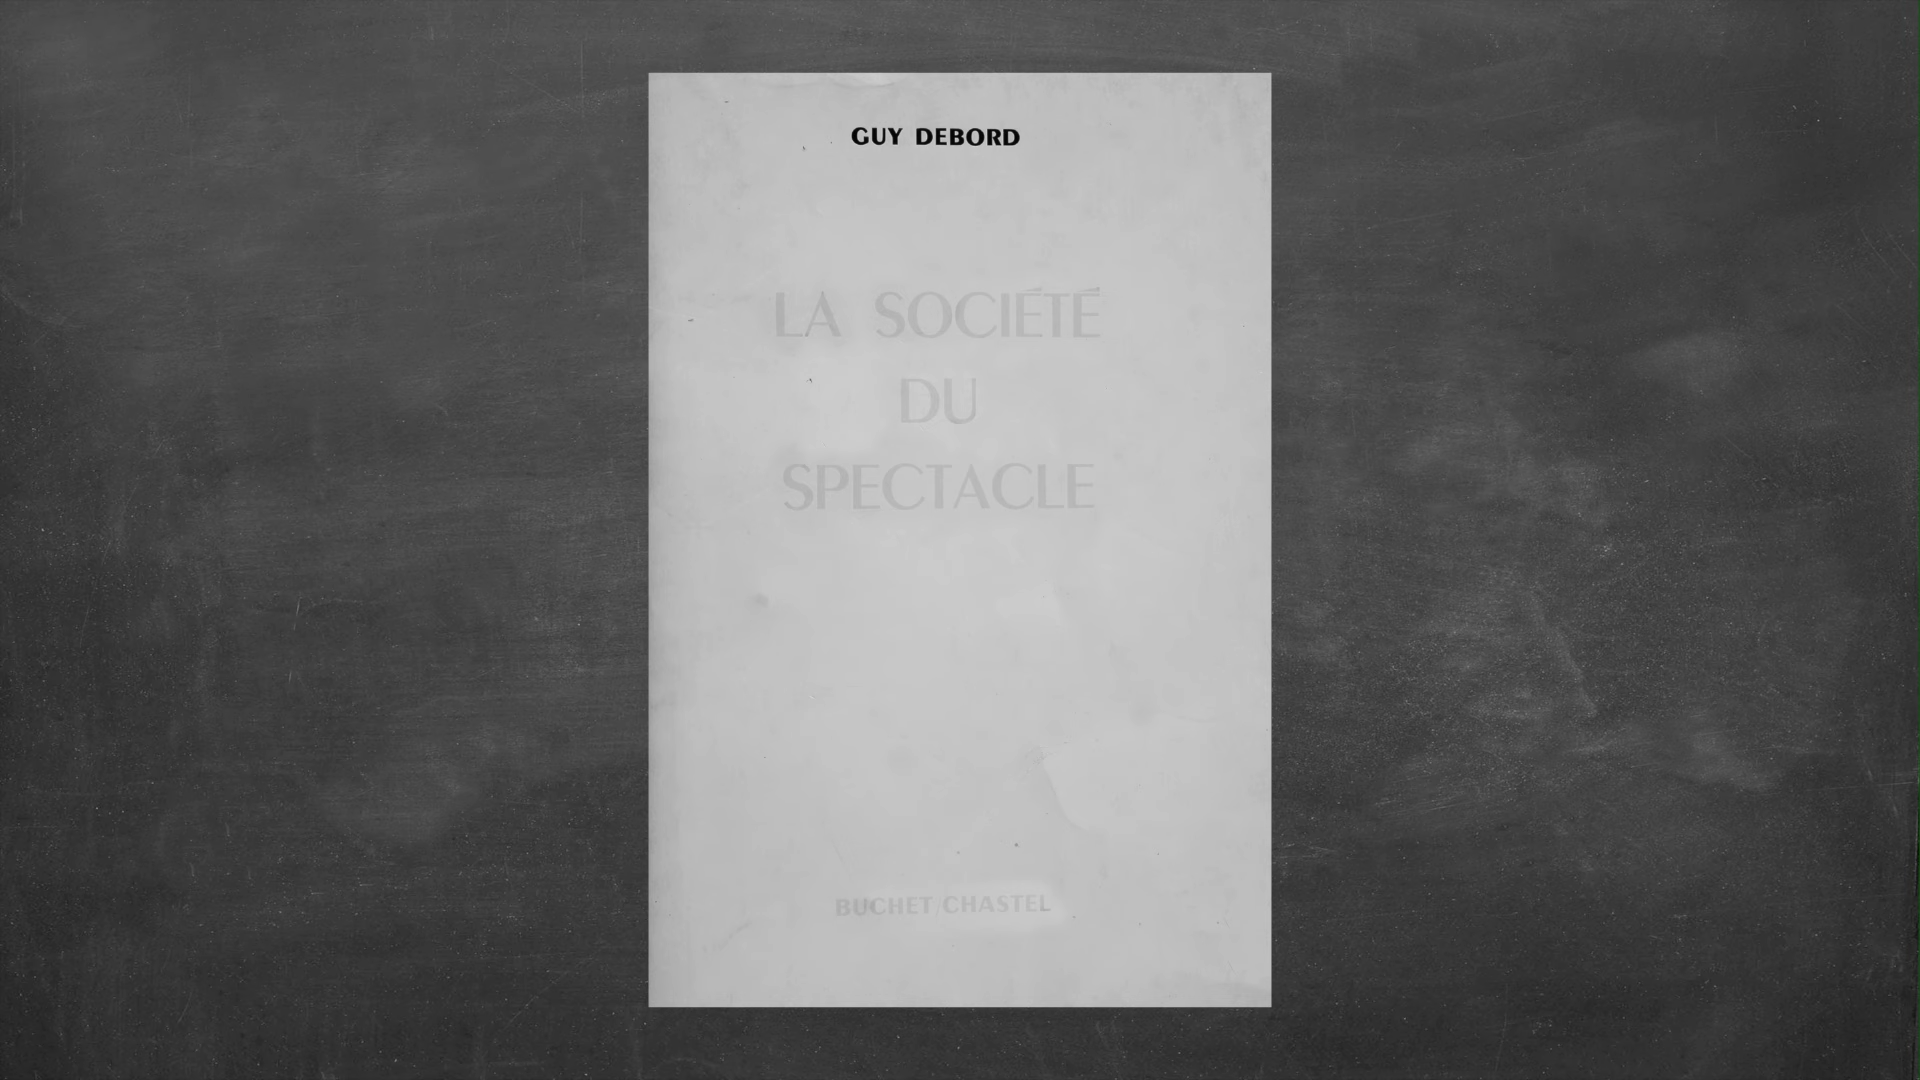 GUY DEBORD
LA SOCIÉTÉ
DU
SPECTACLE
BUCHET/CHASTEL